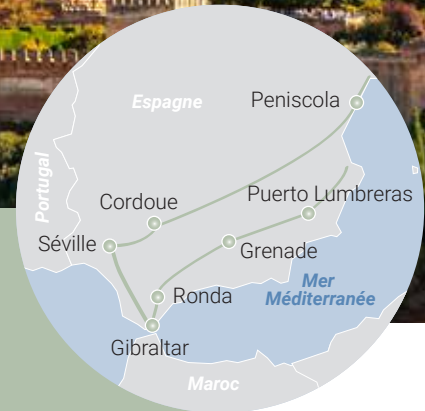 Espagne
Peniscola
Portugal
Cordoue
Puerto Lumbreras
Séville
Grenade
Ronda
Mer
Méditerranée
Gibraltar
Maroc